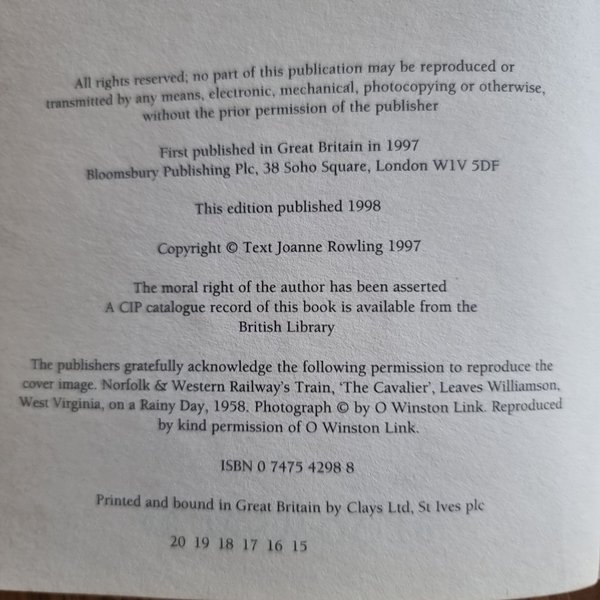 All rights reserved; no part of this publication may be reproduced or
transmitted by any means, electronic, mechanical, photocopying or otherwise,
without the prior permission of the publisher
First published in Great Britain in 1997
Bloomsbury Publishing Plc, 38 Soho Square, London W1V 5DF
This edition published 1998
Copyright © Text Joanne Rowling 1997
The moral right of the author has been asserted
A CIP catalogue record of this book is available from the
British Library
The publishers gratefully acknowledge the following permission to reproduce the
cover image. Norfolk & Western Railway's Train, 'The Cavalier', Leaves Williamson,
West Virginia, on a Rainy Day, 1958. Photograph © by O Winston Link. Reproduced
by kind permission of O Winston Link.
ISBN 0 7475 4298 8
Printed and bound in Great Britain by Clays Ltd, St Ives plc
20 19 18 17 16 15